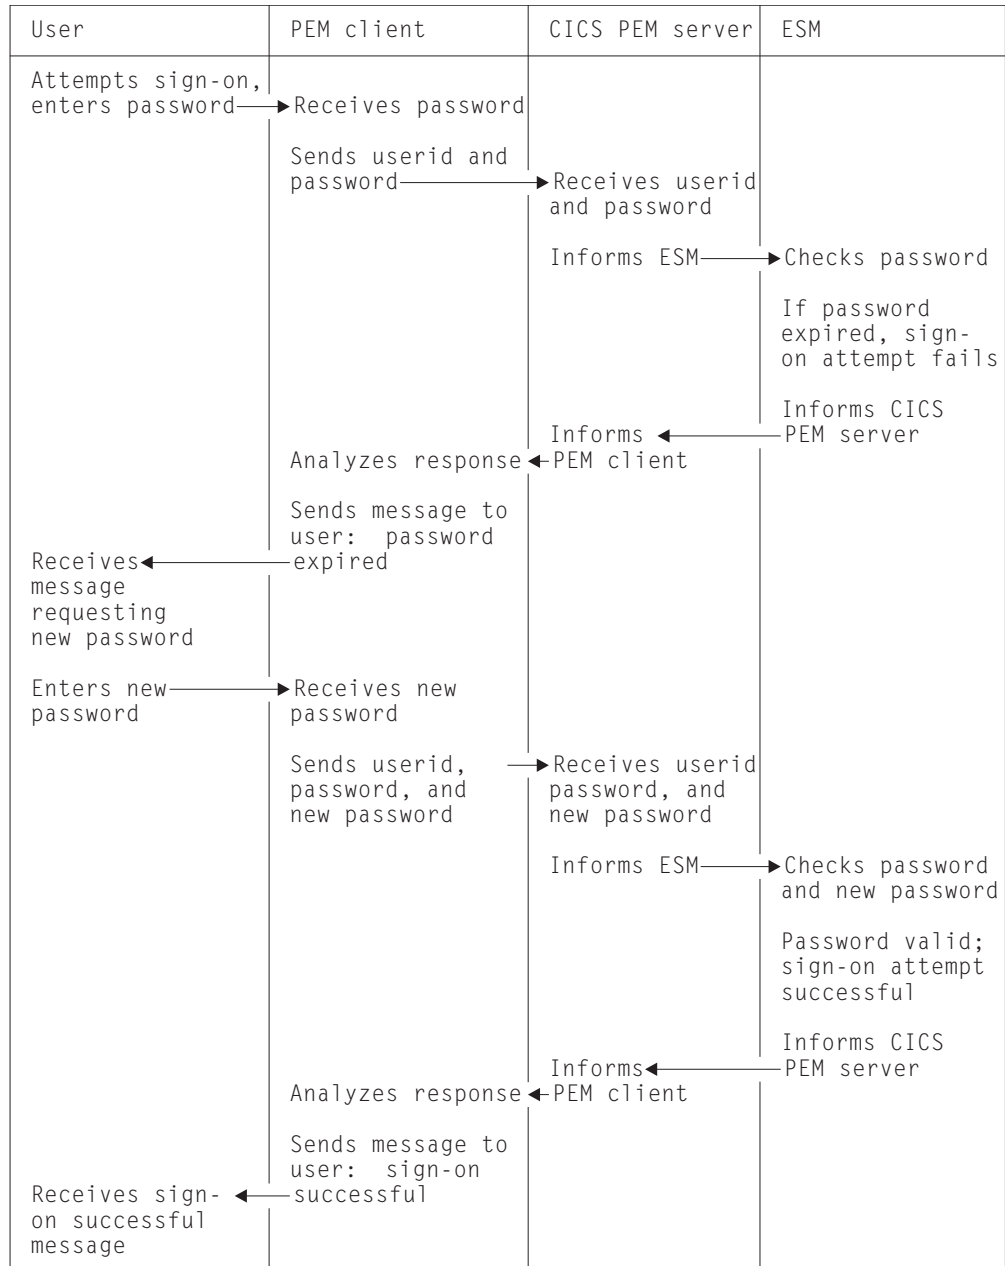 User
PEM client
CICS PEM server
ESM
Attempts sign-on,
enters password
Receives password
Sends userid and
password
Receives userid
and password
Informs ESM
Checks password
If password
expired, sign-
on attempt fails
Informs CICS
PEM server
Informs
PEM client
Analyzes response
Sends message to
user: password
expired
Receives
message
requesting
new password
Enters new
password
Receives new
password
Sends userid,
password, and
new password
Receives userid
password, and
new password
Informs ESM
Checks password
and new password
Password valid;
sign-on attempt
successful
Informs CICS
PEM server
Informs
PEM client
Analyzes response
Sends message to
user: sign-on
successful
Receives sign-
on successful
message